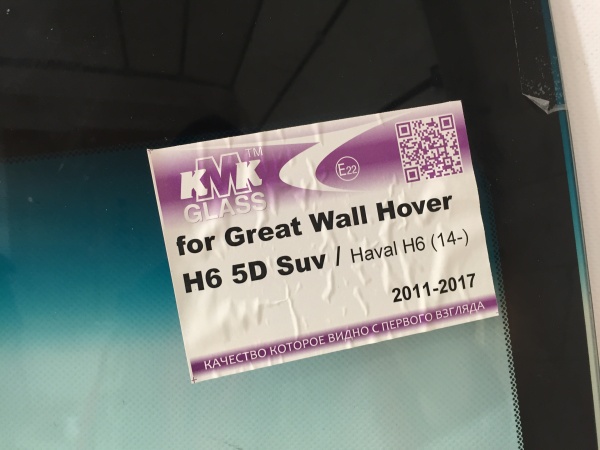 KMK TM
GLASS
E22
for Great Wall Hover
H6 5D Suv / Haval H6 (14-)
2011-2017
КАЧЕСТВО КОТОРОЕ ВИДНО С ПЕРВОГО ВЗГЛЯДА